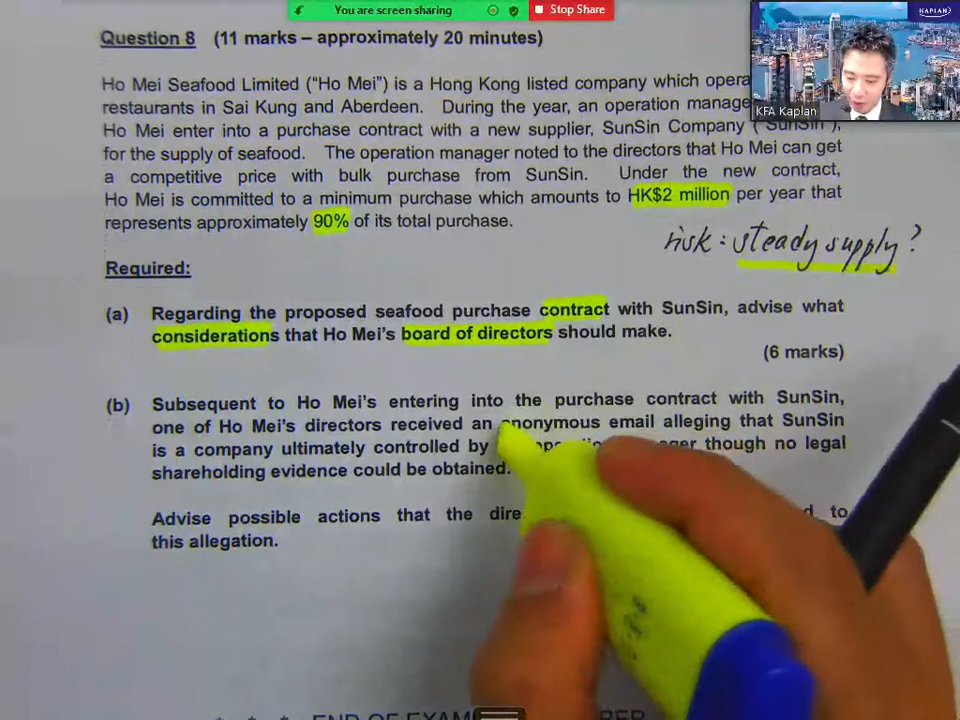 You are screen sharing
Stop Share
KAPLAN
KFA Kaplan
Question 8 (11 marks – approximately 20 minutes)
Ho Mei Seafood Limited ("Ho Mei") is a Hong Kong listed company which
restaurants in Sai Kung and Aberdeen. During the year, an operation
Ho Mei enter into a purchase contract with a new supplier, SunSin Company ("SunSin"),
for the supply of seafood. The operation manager noted to the directors that Ho Mei can get
a competitive price with bulk purchase from SunSin. Under the new contract,
Ho Mei is committed to a minimum purchase which amounts to HK$2 million per year that
represents approximately 90% of its total purchase.
risk : steady supply ?
Required:
(a) Regarding the proposed seafood purchase contract with SunSin, advise what
considerations that Ho Mei's board of directors should make.
(6 marks)
(b) Subsequent to Ho Mei's entering into the purchase contract with SunSin,
one of Ho Mei's directors received an anonymous email alleging that SunSin
is a company ultimately controlled by though no legal
shareholding evidence could be obtained.
Advise possible actions that the to
this allegation.
* * * END OF